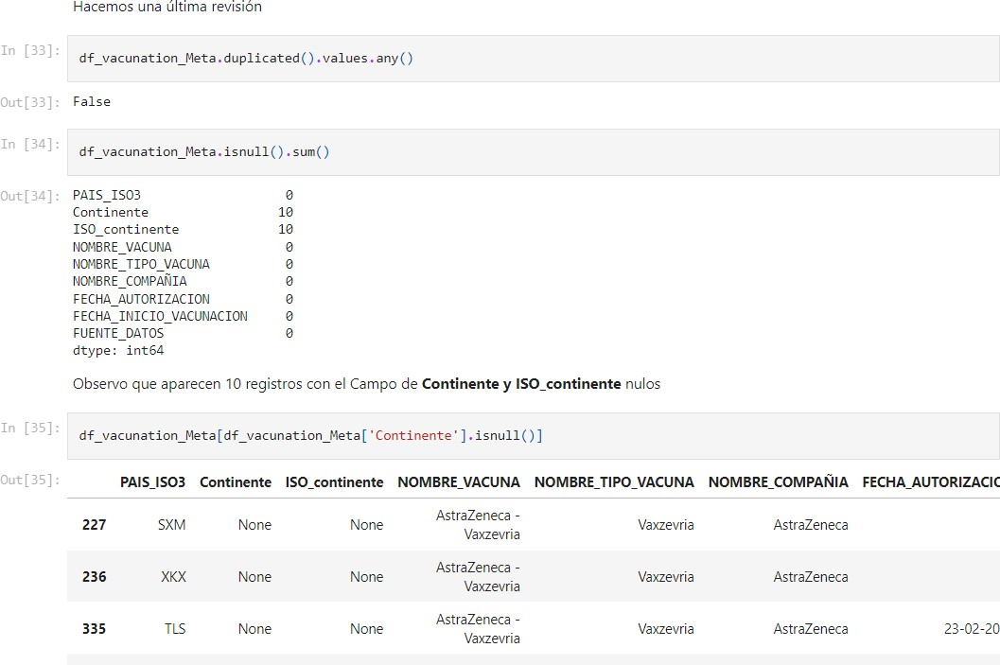 Hacemos una última revisión
In [33]: df_vacunation_Meta.duplicated().values.any()
Out[33]: False
In [34]: df_vacunation_Meta.isnull().sum()
Out[34]: PAIS_ISO3 0
Continente 10
ISO_continente 10
NOMBRE_VACUNA 0
NOMBRE_TIPO_VACUNA 0
NOMBRE_COMPAÑIA 0
FECHA_AUTORIZACION 0
FECHA_INICIO_VACUNACION 0
FUENTE_DATOS 0
dtype: int64
Observo que aparecen 10 registros con el Campo de Continente y ISO_continente nulos
In [35]: df_vacunation_Meta[df_vacunation_Meta['Continente'].isnull()]
Out[35]: PAIS_ISO3 Continente ISO_continente NOMBRE_VACUNA NOMBRE_TIPO_VACUNA NOMBRE_COMPAÑIA FECHA_AUTORIZACIO
227 SXM None None AstraZeneca - Vaxzevria Vaxzevria AstraZeneca
236 XKX None None AstraZeneca - Vaxzevria Vaxzevria AstraZeneca
335 TLS None None AstraZeneca - Vaxzevria Vaxzevria AstraZeneca 23-02-20